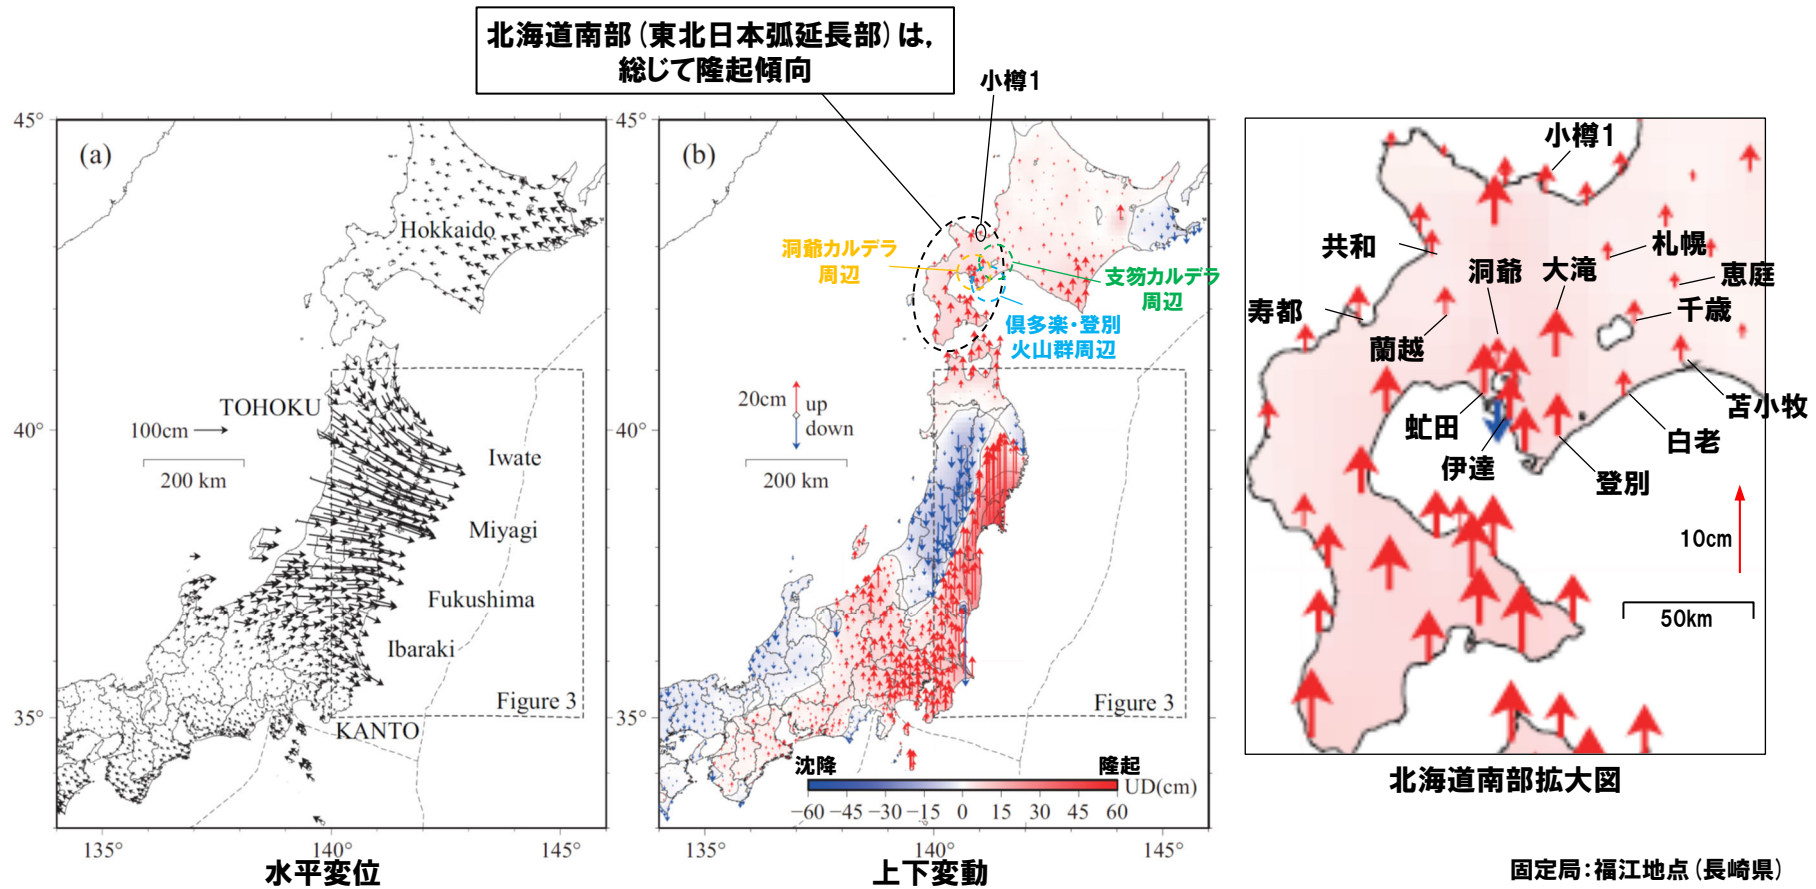 北海道南部(東北日本弧延長部)は,
総じて隆起傾向
小樽1
45°
(a)
Hokkaido
40°
TOHOKU
100cm
200 km
Iwate
Miyagi
Fukushima
Ibaraki
Figure 3
35°
KANTO
135°
140°
145°
水平変位
45°
(b)
洞爺カルデラ
周辺
支笏カルデラ
周辺
倶多楽・登別
火山群周辺
20cm
up
down
40°
200 km
Figure 3
35°
沈降
隆起
UD(cm)
−60 −45 −30 −15 0 15 30 45 60
135°
140°
145°
上下変動
小樽1
共和
札幌
洞爺
大滝
恵庭
寿都
千歳
蘭越
苫小牧
虻田
白老
伊達
登別
10cm
50km
北海道南部拡大図
固定局:福江地点(長崎県)